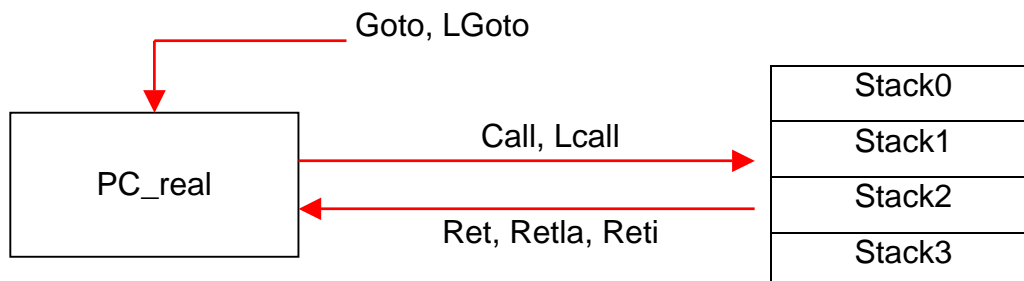 Goto, LGoto
Stack0
Call, Lcall
Stack1
PC_real
Stack2
Ret, Retla, Reti
Stack3